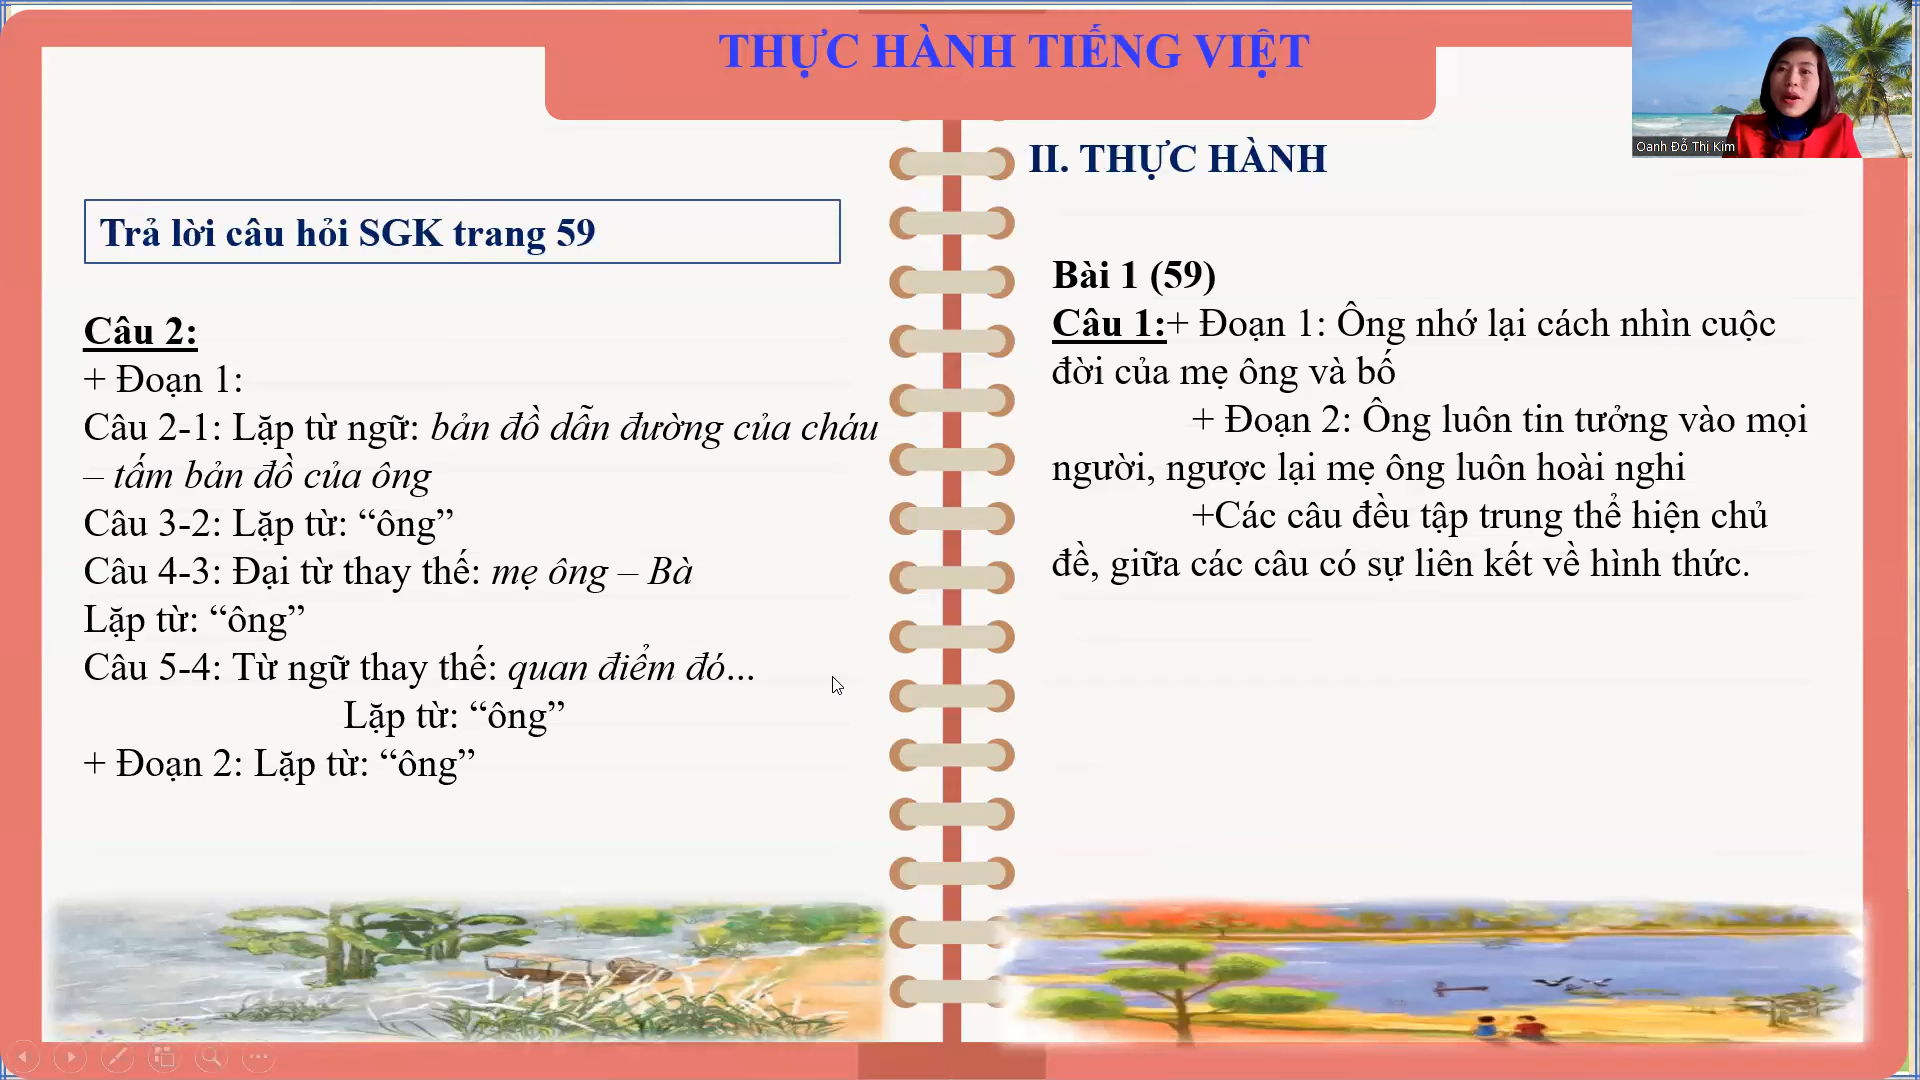 THỰC HÀNH TIẾNG VIỆT
Oanh Đỗ Thị Kim
Trả lời câu hỏi SGK trang 59
Câu 2:
+ Đoạn 1:
Câu 2-1: Lặp từ ngữ: bản đồ dẫn đường của cháu
– tấm bản đồ của ông
Câu 3-2: Lặp từ: “ông”
Câu 4-3: Đại từ thay thế: mẹ ông – Bà
Lặp từ: “ông”
Câu 5-4: Từ ngữ thay thế: quan điểm đó...
Lặp từ: “ông”
+ Đoạn 2: Lặp từ: “ông”
II. THỰC HÀNH
Bài 1 (59)
Câu 1:+ Đoạn 1: Ông nhớ lại cách nhìn cuộc
đời của mẹ ông và bố
+ Đoạn 2: Ông luôn tin tưởng vào mọi
người, ngược lại mẹ ông luôn hoài nghi
+Các câu đều tập trung thể hiện chủ
đề, giữa các câu có sự liên kết về hình thức.